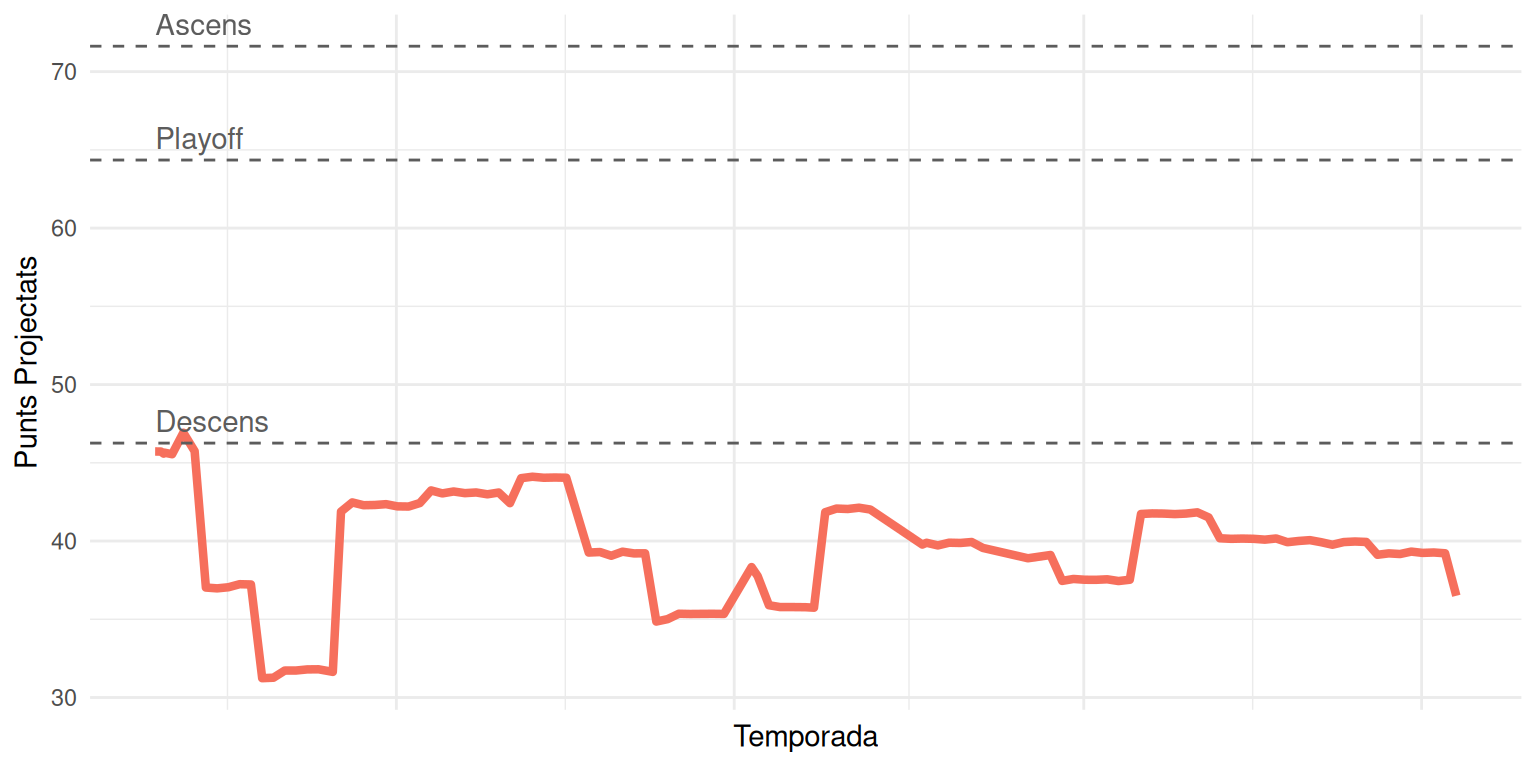 Ascens
70
Playoff
60
50
Descens
40
30
Punts Projectats
Temporada